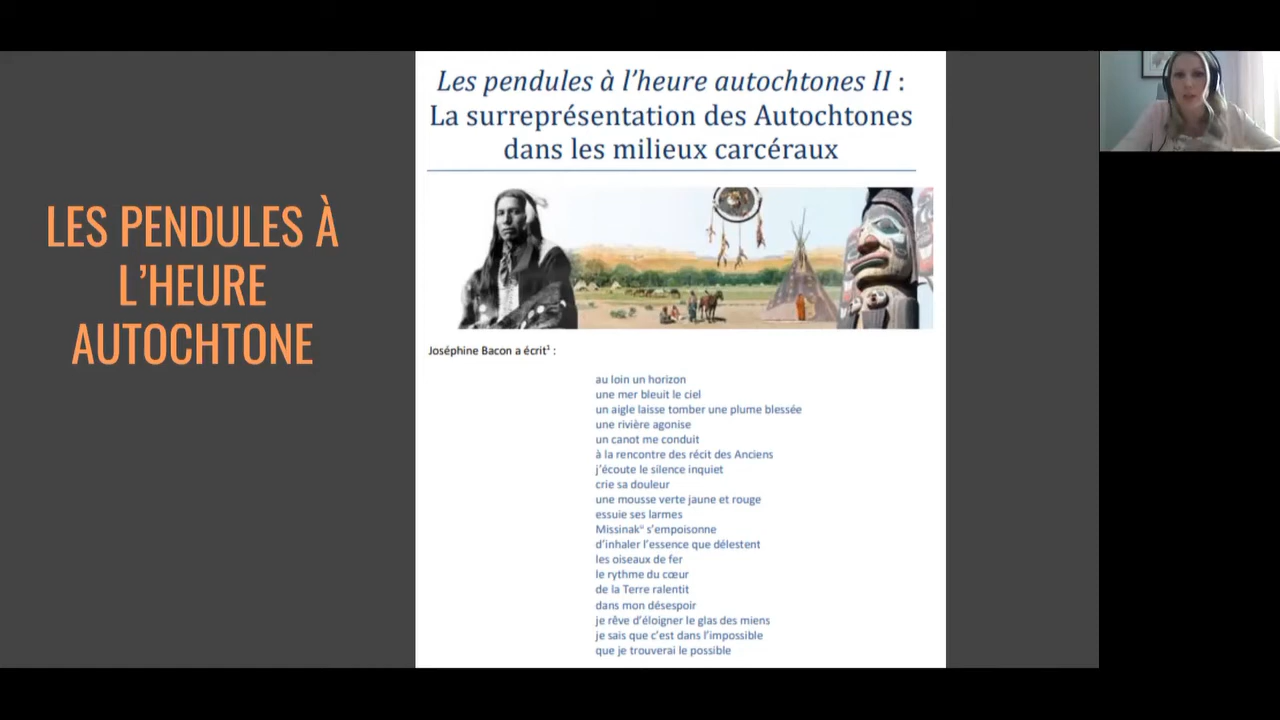 LES PENDULES À
L’HEURE
AUTOCHTONE
Les pendules à l’heure autochtones II :
La surreprésentation des Autochtones
dans les milieux carcéraux
Joséphine Bacon a écrit¹ :
au loin un horizon
une mer bleuit le ciel
un aigle laisse tomber une plume blessée
une rivière agonise
un canot me conduit
à la rencontre des récit des Anciens
j’écoute le silence inquiet
crie sa douleur
une mousse verte jaune et rouge
essuie ses larmes
Missinakᵘ s’empoisonne
d’inhaler l’essence que délestent
les oiseaux de fer
le rythme du cœur
de la Terre ralentit
dans mon désespoir
je rêve d’éloigner le glas des miens
je sais que c’est dans l’impossible
que je trouverai le possible